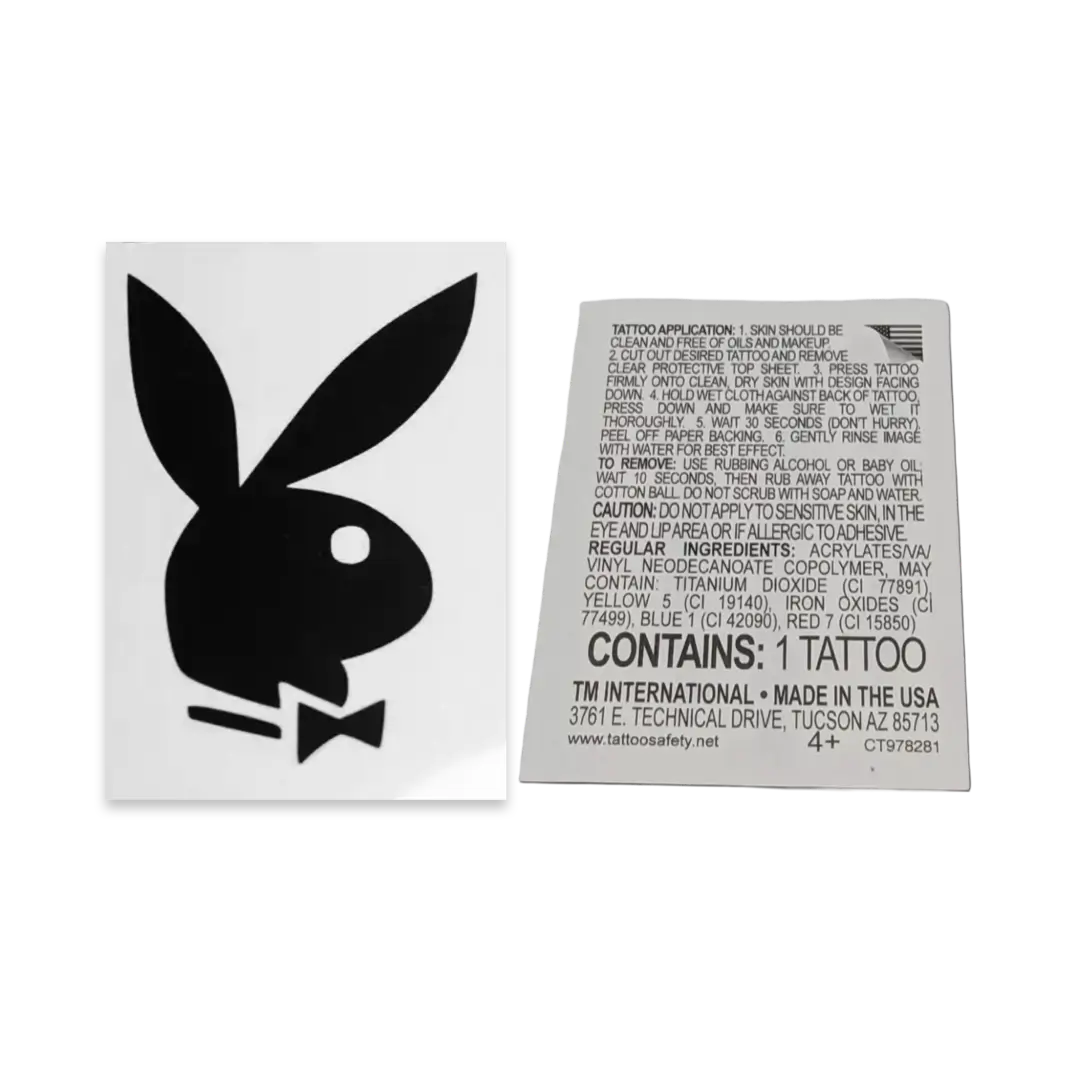 TATTOO APPLICATION: 1. SKIN SHOULD BE
CLEAN AND FREE OF OILS AND MAKEUP.
2. CUT OUT DESIRED TATTOO AND REMOVE
CLEAR PROTECTIVE TOP SHEET. 3. PRESS TATTOO
FIRMLY ONTO CLEAN, DRY SKIN WITH DESIGN FACING
DOWN. 4. HOLD WET CLOTH AGAINST BACK OF TATTOO,
PRESS DOWN AND MAKE SURE TO WET IT
THOROUGHLY. 5. WAIT 30 SECONDS (DON'T HURRY).
PEEL OFF PAPER BACKING. 6. GENTLY RINSE IMAGE
WITH WATER FOR BEST EFFECT.
TO REMOVE: USE RUBBING ALCOHOL OR BABY OIL;
WAIT 10 SECONDS, THEN RUB AWAY TATTOO WITH
COTTON BALL. DO NOT SCRUB WITH SOAP AND WATER.
CAUTION: DO NOT APPLY TO SENSITIVE SKIN, IN THE
EYE AND LIP AREA OR IF ALLERGIC TO ADHESIVE.
REGULAR INGREDIENTS: ACRYLATES/VA/
VINYL NEODECANOATE COPOLYMER, MAY
CONTAIN: TITANIUM DIOXIDE (CI 77891),
YELLOW 5 (CI 19140), IRON OXIDES (CI
77499), BLUE 1 (CI 42090), RED 7 (CI 15850)
CONTAINS: 1 TATTOO
TM INTERNATIONAL • MADE IN THE USA
3761 E. TECHNICAL DRIVE, TUCSON AZ 85713
www.tattoosafety.net 4+ CT978281